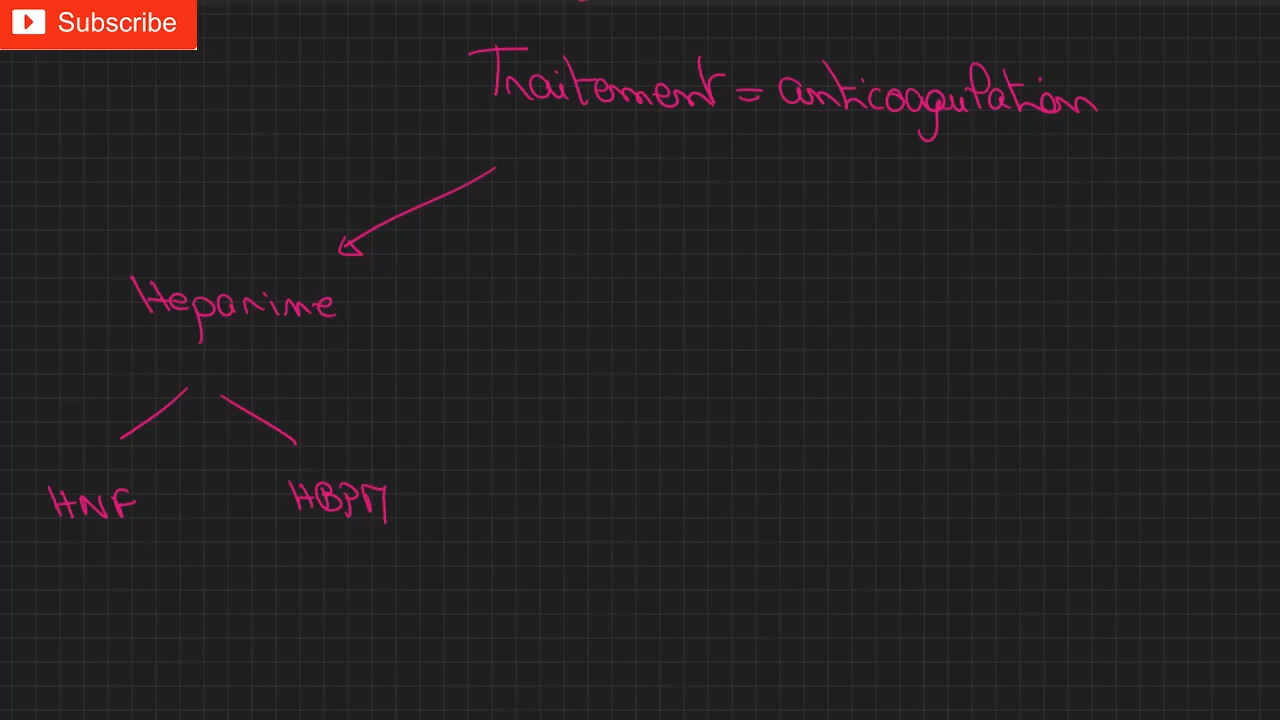 Subscribe
Traitement = anticoagulation
Heparine
HNF
HBPM